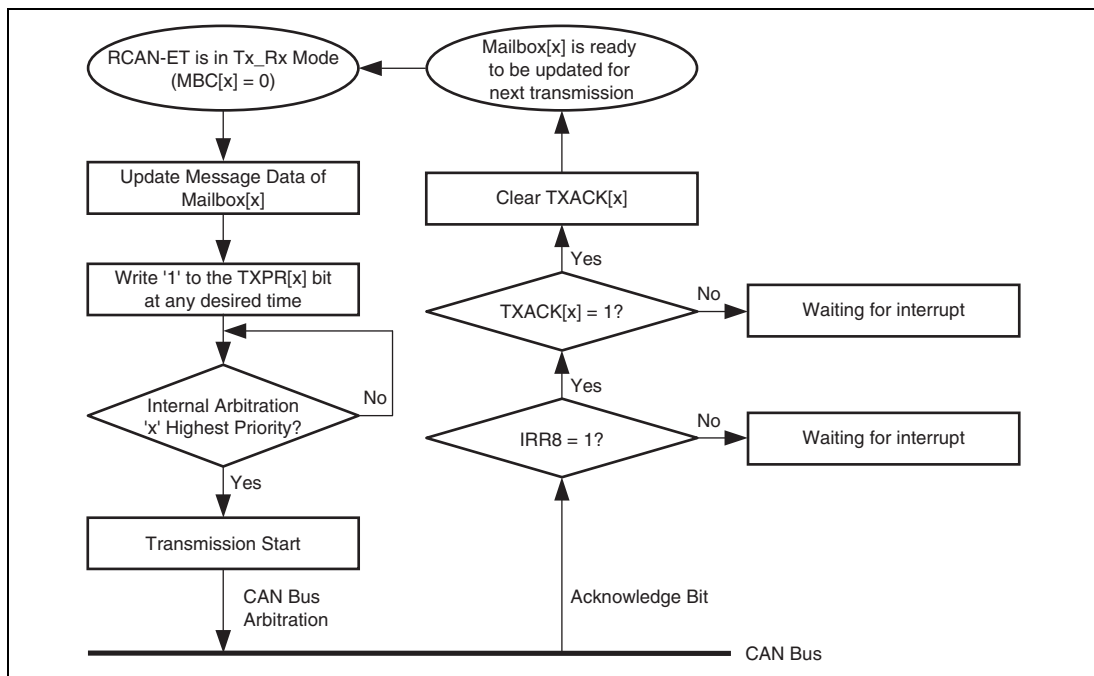 RCAN-ET is in Tx_Rx Mode
(MBC[x] = 0)
Mailbox[x] is ready
to be updated for
next transmission
Update Message Data of
Mailbox[x]
Clear TXACK[x]
Yes
Write '1' to the TXPR[x] bit
at any desired time
TXACK[x] = 1?
No
Waiting for interrupt
Yes
Internal Arbitration
'x' Highest Priority?
No
IRR8 = 1?
No
Waiting for interrupt
Yes
Transmission Start
CAN Bus
Arbitration
Acknowledge Bit
CAN Bus